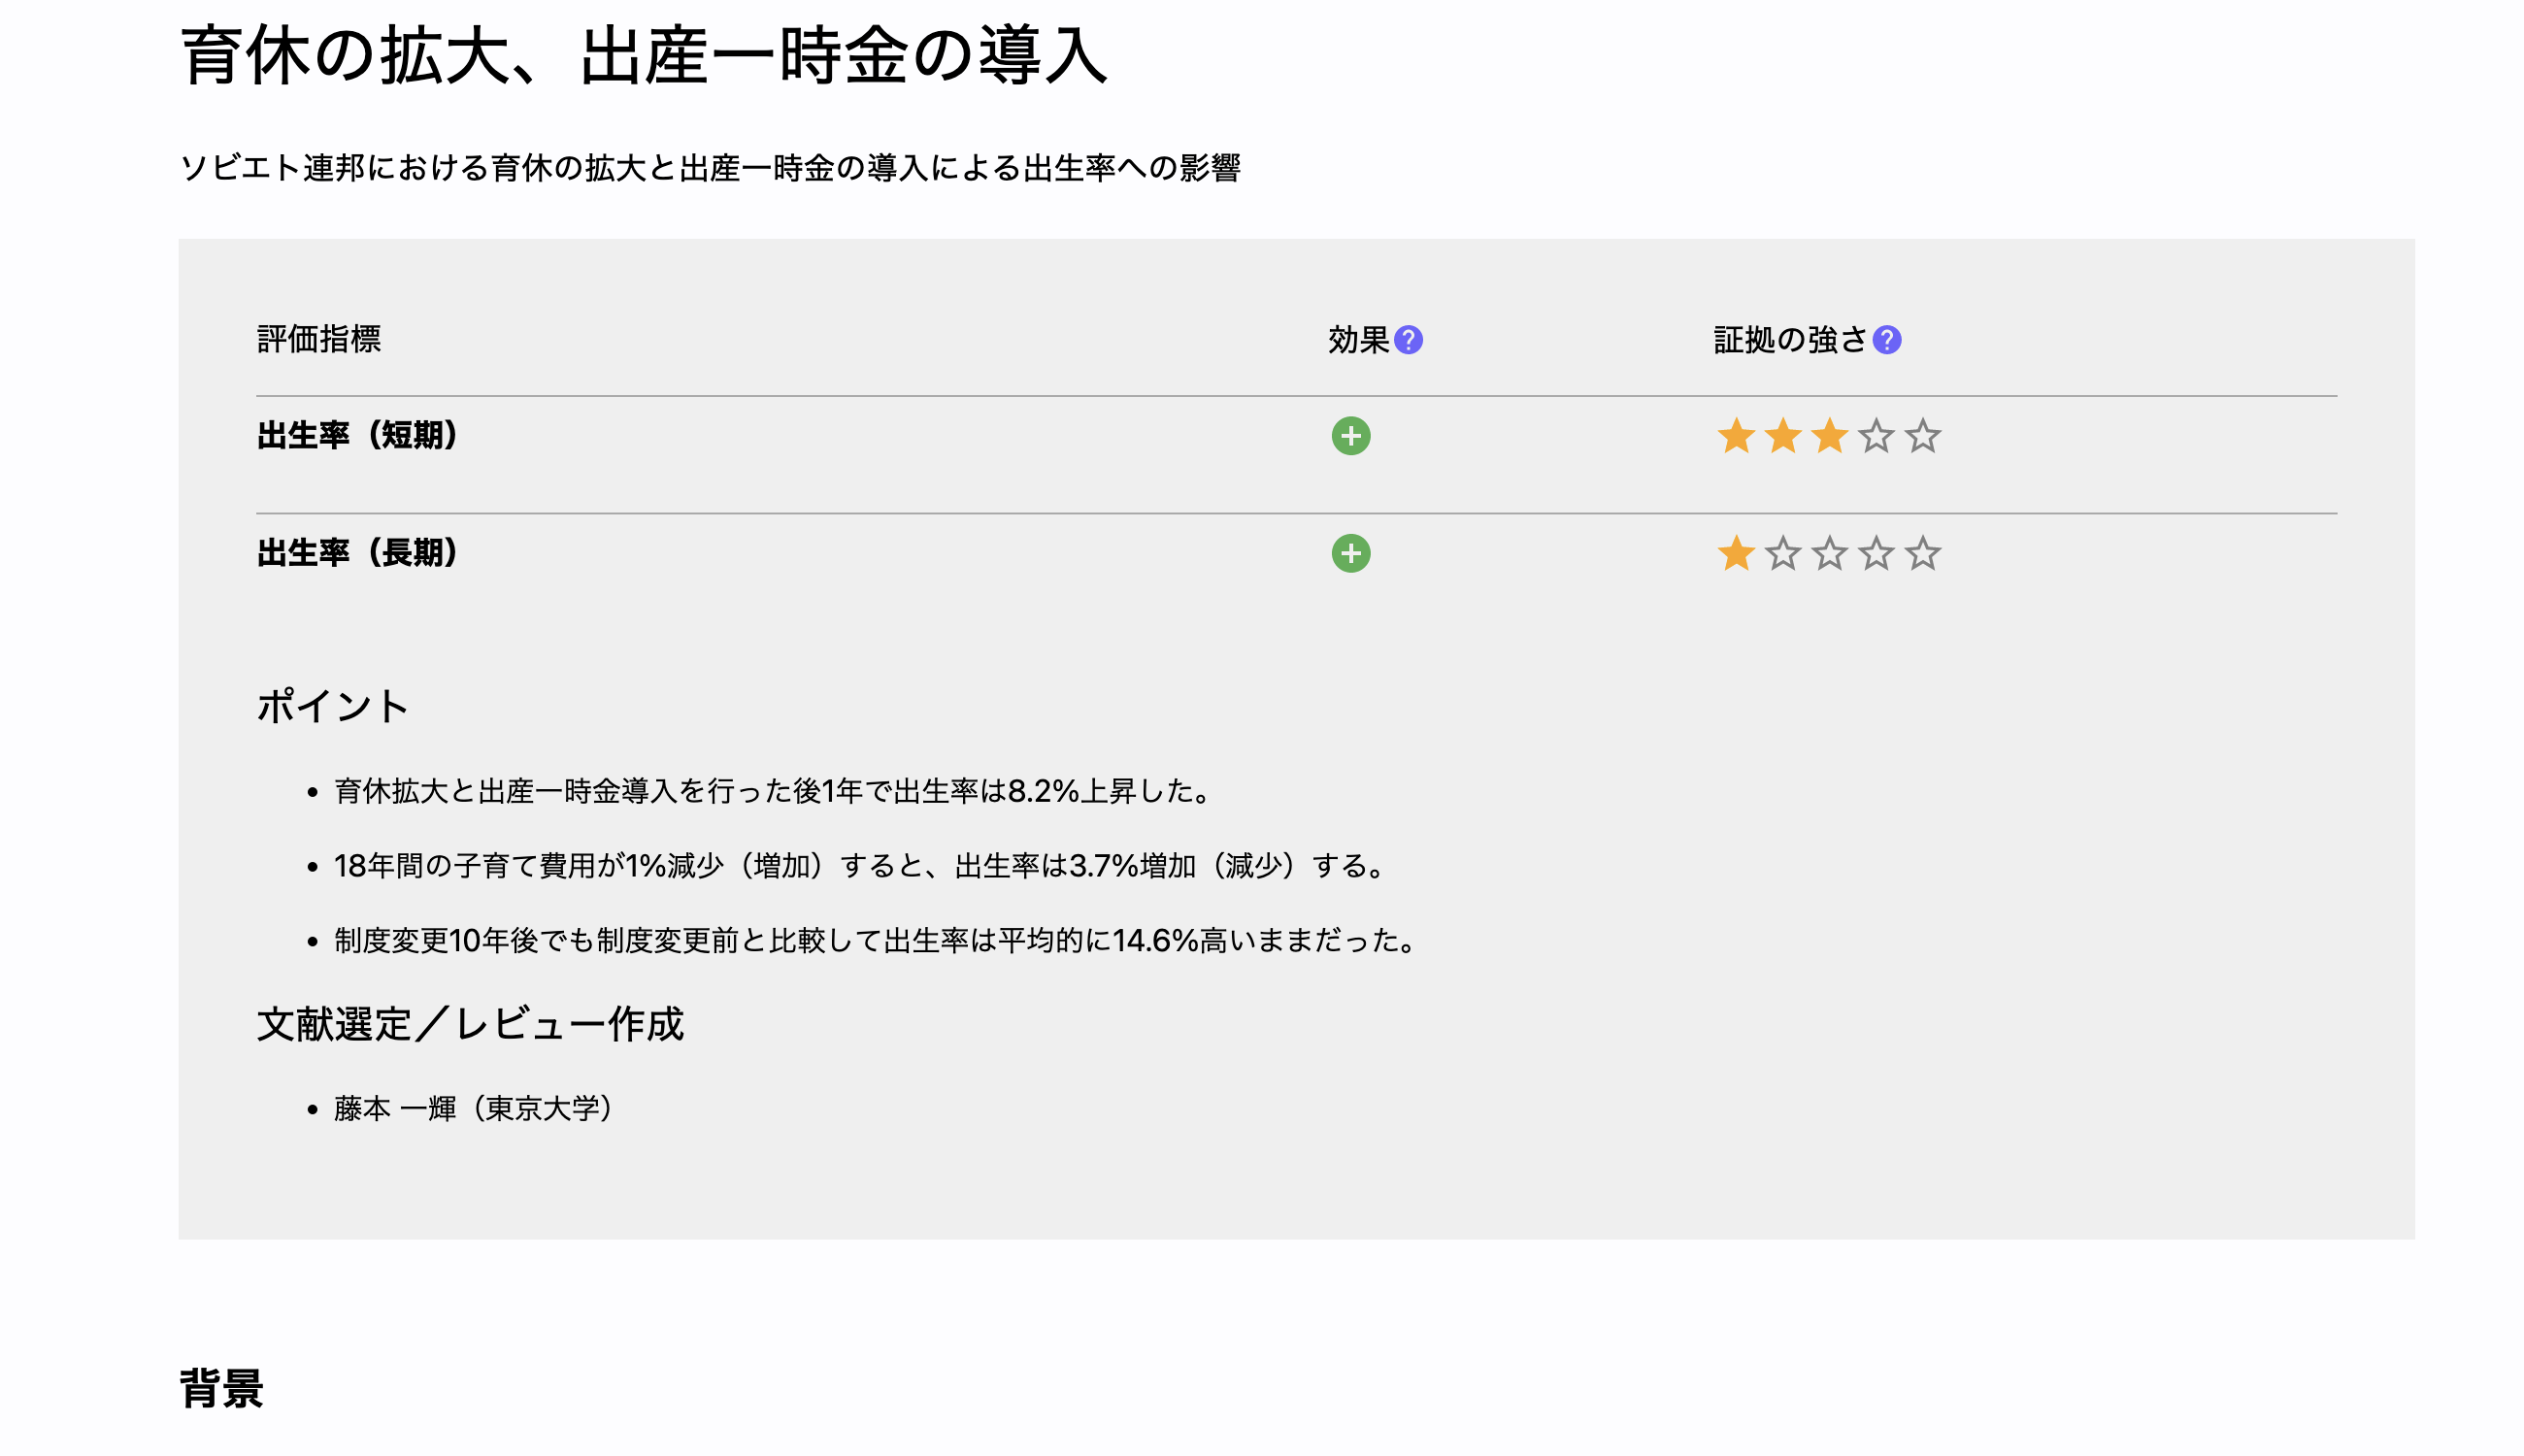 育休の拡大、出産一時金の導入
ソビエト連邦における育休の拡大と出産一時金の導入による出生率への影響
評価指標 効果? 証拠の強さ?
出生率（短期）
出生率（長期）
ポイント
• 育休拡大と出産一時金導入を行った後1年で出生率は8.2%上昇した。
• 18年間の子育て費用が1%減少（増加）すると、出生率は3.7%増加（減少）する。
• 制度変更10年後でも制度変更前と比較して出生率は平均的に14.6%高いままだった。
文献選定／レビュー作成
• 藤本 一輝（東京大学）
背景